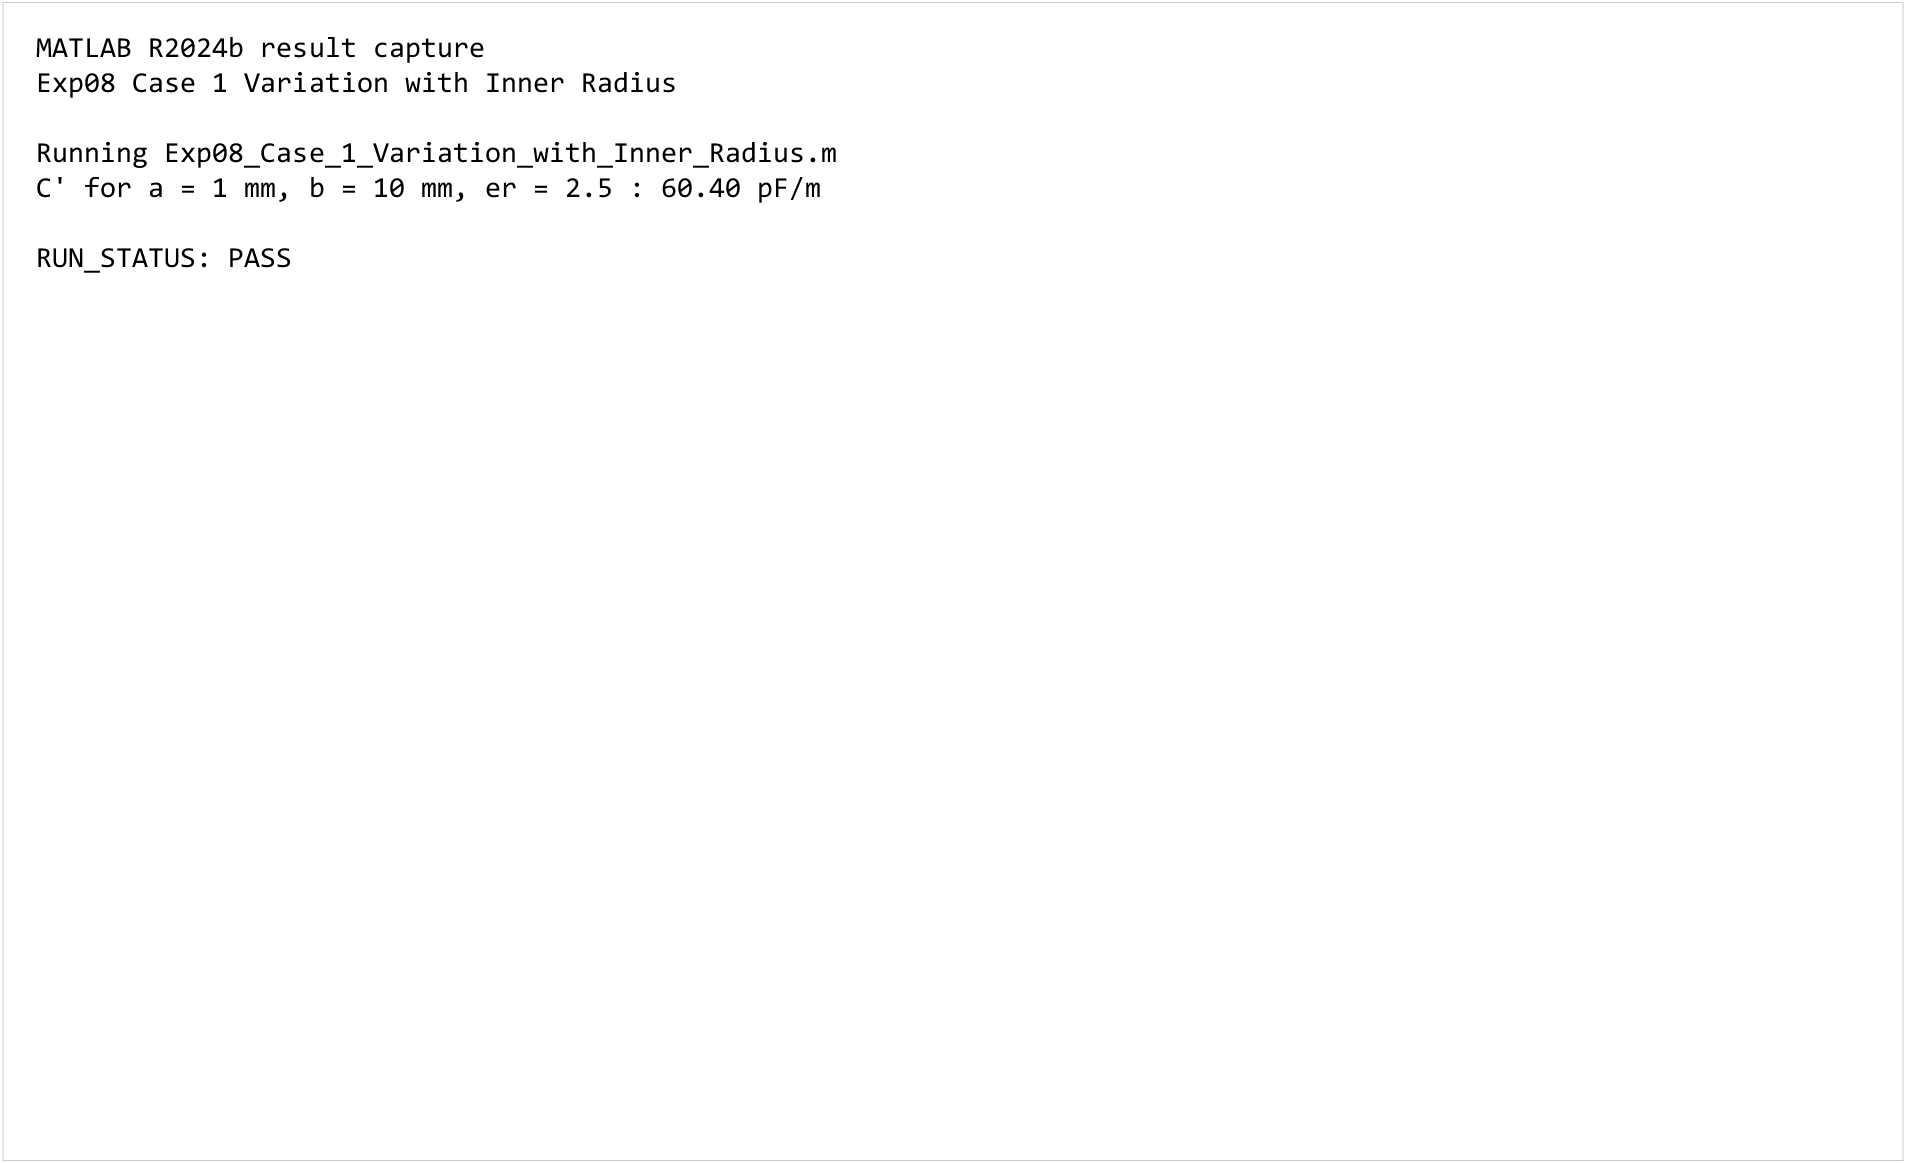 MATLAB R2024b result capture
Exp08 Case 1 Variation with Inner Radius
Running Exp08_Case_1_Variation_with_Inner_Radius.m
C' for a = 1 mm, b = 10 mm, er = 2.5 : 60.40 pF/m
RUN_STATUS: PASS